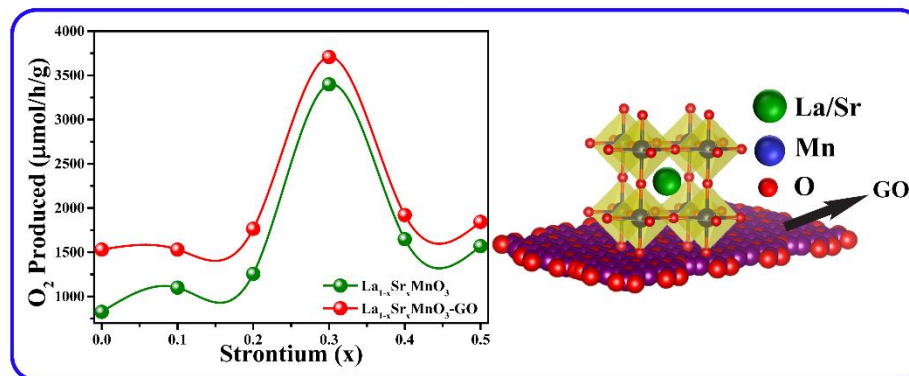 O₂ Produced (μmol/h/g)
4000
3500
3000
2500
2000
1500
1000
0.0 0.1 0.2 0.3 0.4 0.5
Strontium (x)
La₁₋ₓSrₓMnO₃
La₁₋ₓSrₓMnO₃-GO
La/Sr
Mn
O
GO